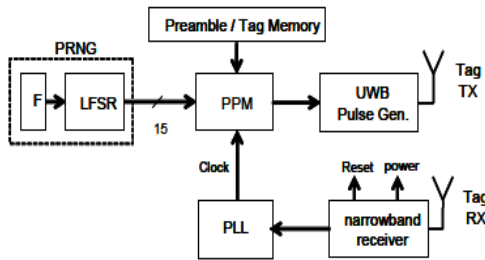 Preamble / Tag Memory
PRNG
F
LFSR
15
PPM
UWB
Pulse Gen.
Tag
TX
Clock
Reset
power
PLL
narrowband
receiver
Tag
RX